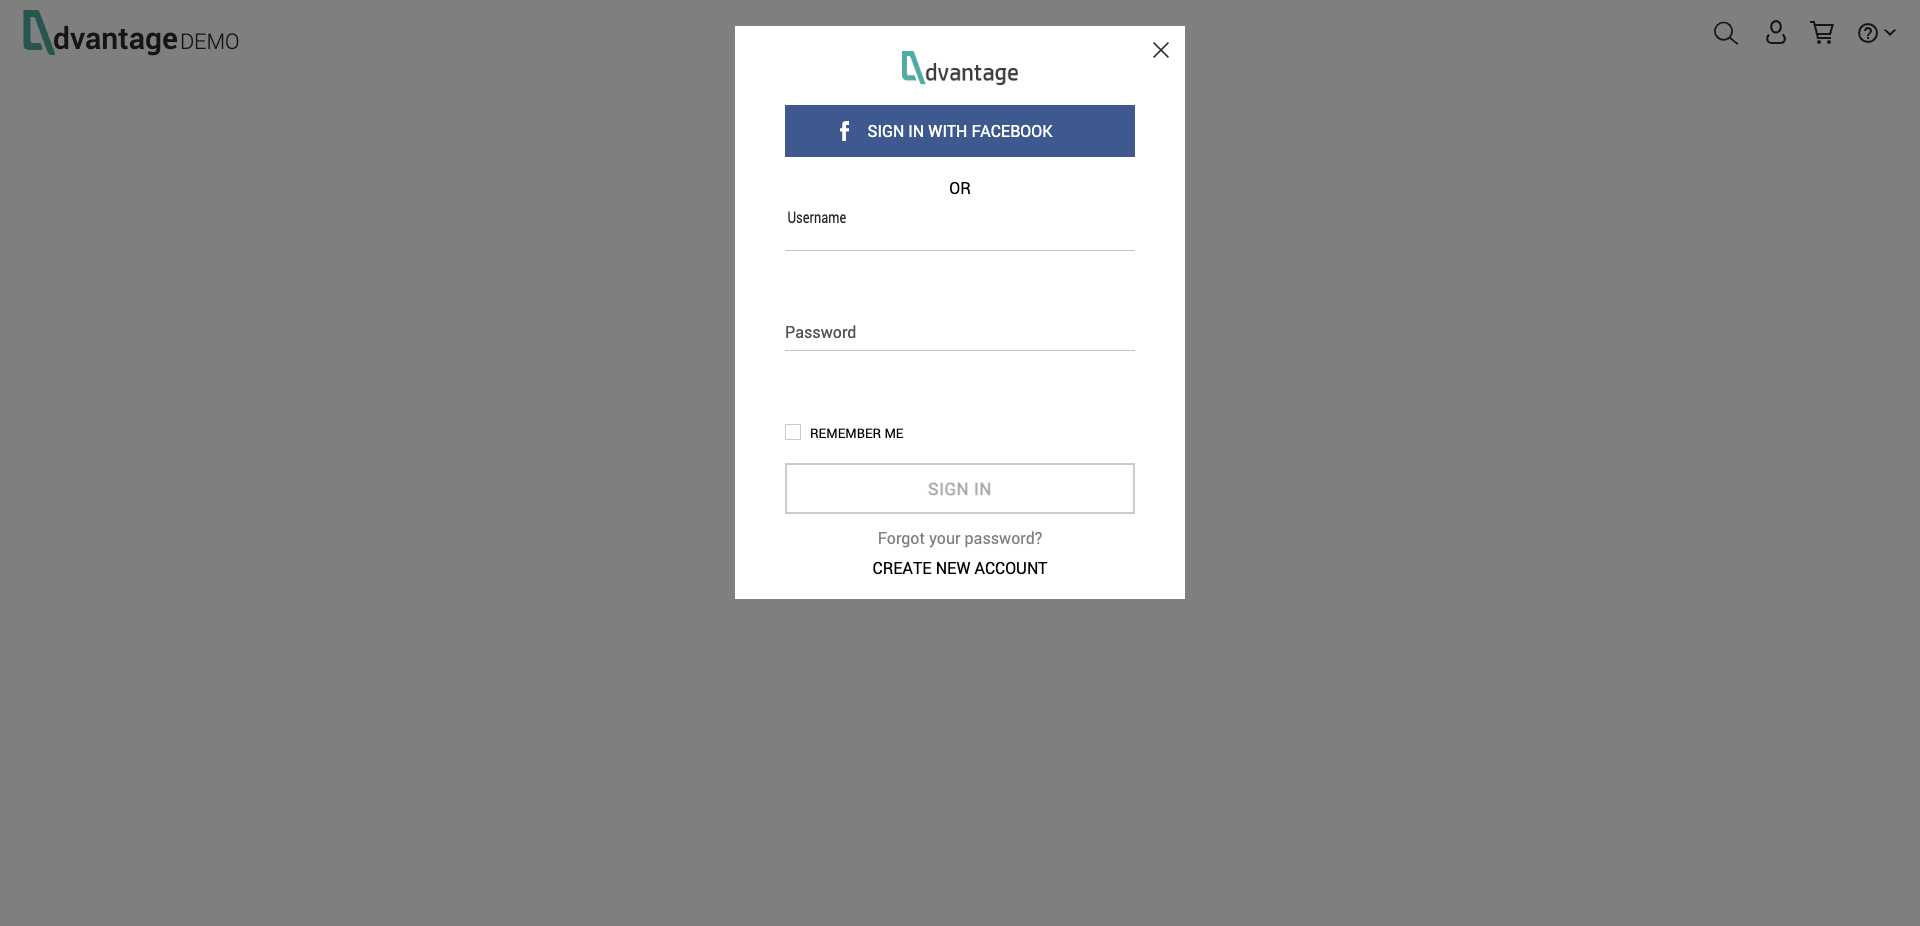 dvantage DEMO
dvantage
SIGN IN WITH FACEBOOK
OR
Username
Password
REMEMBER ME
SIGN IN
Forgot your password?
CREATE NEW ACCOUNT